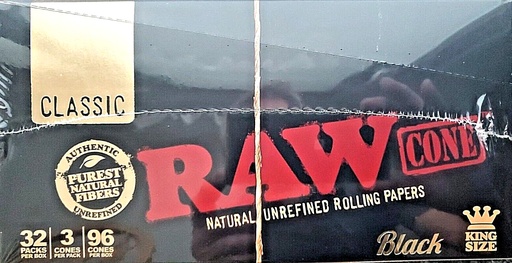 CLASSIC
RAW CONE
AUTHENTIC
PUREST
NATURAL
FIBERS
UNREFINED
NATURAL UNREFINED ROLLING PAPERS
32 PACKS PER BOX
3 CONES PER PACK
96 CONES PER BOX
Black
KING
SIZE